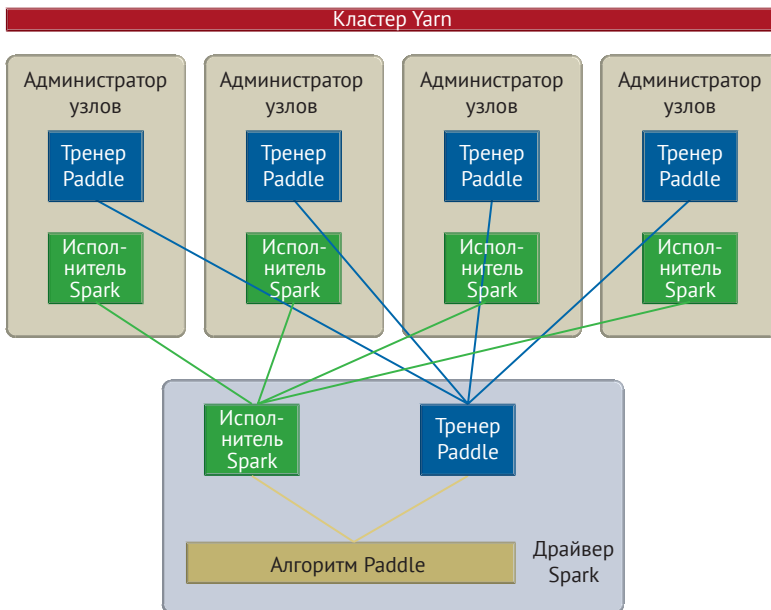 Кластер Yarn
Администратор
узлов
Администратор
узлов
Администратор
узлов
Администратор
узлов
Тренер
Paddle
Тренер
Paddle
Тренер
Paddle
Тренер
Paddle
Испол-
нитель
Spark
Испол-
нитель
Spark
Испол-
нитель
Spark
Испол-
нитель
Spark
Испол-
нитель
Spark
Тренер
Paddle
Алгоритм Paddle
Драйвер
Spark